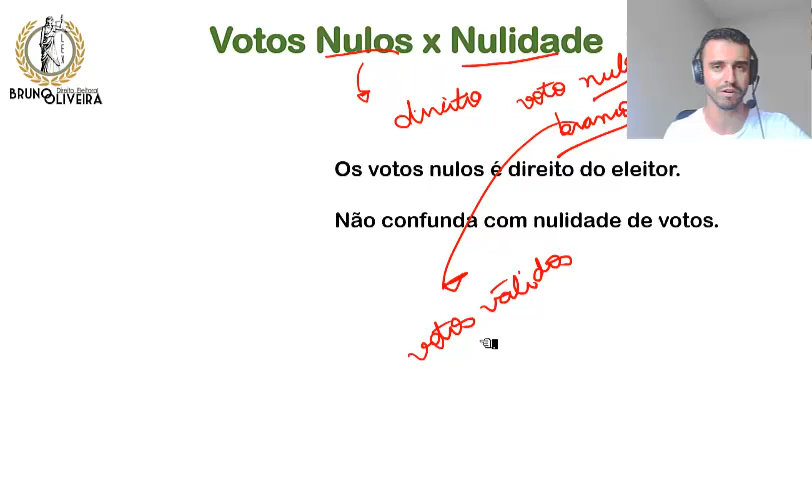 Votos Nulos x Nulidade
LEX
Direito Eleitoral
BRUNO OLIVEIRA
direito voto
branco
Os votos nulos é direito do eleitor.
Não confunda com nulidade de votos.
votos válidos